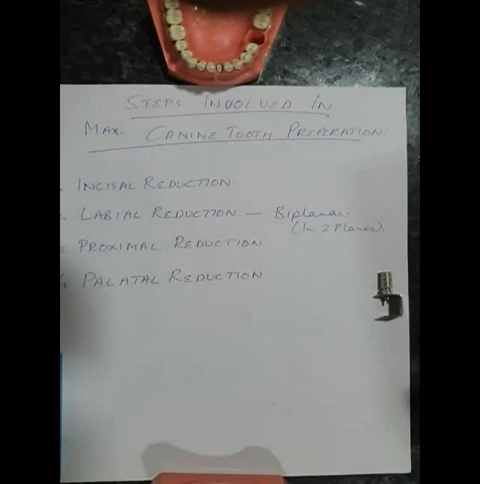 STEPS INVOLVED IN
MAX. CANINE TOOTH PREPARATION.
INCISAL REDUCTION
LABIAL REDUCTION — Biplanar.
(In 2 Planes).
PROXIMAL REDUCTION
4. PALATAL REDUCTION